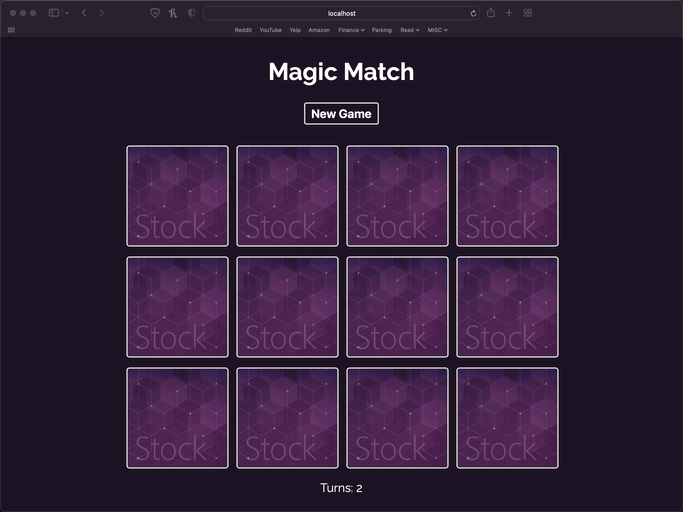 localhost
Reddit YouTube Yelp Amazon Finance Parking Read MISC
Magic Match
New Game
Stock Stock Stock Stock
Stock Stock Stock Stock
Stock Stock Stock Stock
Turns: 2